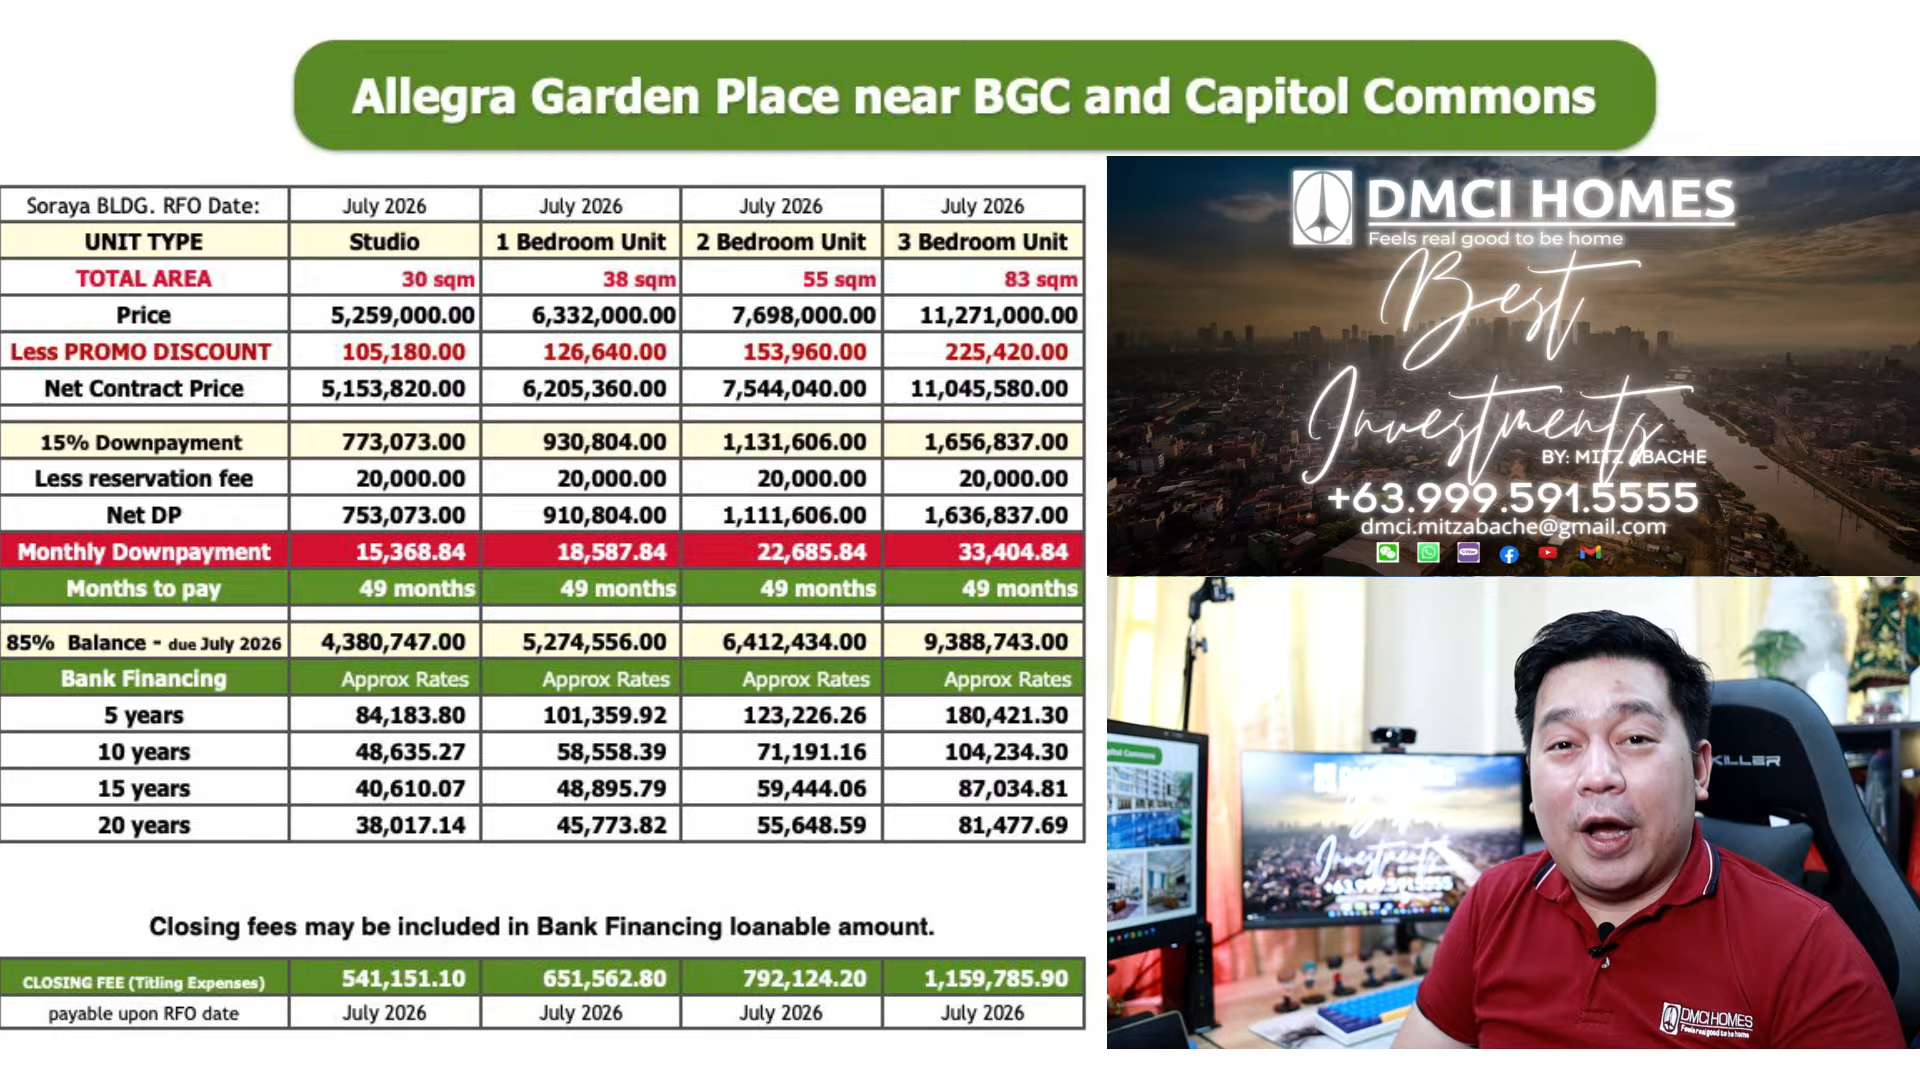 Allegra Garden Place near BGC and Capitol Commons
Soraya BLDG. RFO Date: July 2026 July 2026 July 2026 July 2026
UNIT TYPE Studio 1 Bedroom Unit 2 Bedroom Unit 3 Bedroom Unit
TOTAL AREA 30 sqm 38 sqm 55 sqm 83 sqm
Price 5,259,000.00 6,332,000.00 7,698,000.00 11,271,000.00
Less PROMO DISCOUNT 105,180.00 126,640.00 153,960.00 225,420.00
Net Contract Price 5,153,820.00 6,205,360.00 7,544,040.00 11,045,580.00
15% Downpayment 773,073.00 930,804.00 1,131,606.00 1,656,837.00
Less reservation fee 20,000.00 20,000.00 20,000.00 20,000.00
Net DP 753,073.00 910,804.00 1,111,606.00 1,636,837.00
Monthly Downpayment 15,368.84 18,587.84 22,685.84 33,404.84
Months to pay 49 months 49 months 49 months 49 months
85% Balance - due July 2026 4,380,747.00 5,274,556.00 6,412,434.00 9,388,743.00
Bank Financing Approx Rates Approx Rates Approx Rates Approx Rates
5 years 84,183.80 101,359.92 123,226.26 180,421.30
10 years 48,635.27 58,558.39 71,191.16 104,234.30
15 years 40,610.07 48,895.79 59,444.06 87,034.81
20 years 38,017.14 45,773.82 55,648.59 81,477.69
Closing fees may be included in Bank Financing loanable amount.
CLOSING FEE (Titling Expenses) 541,151.10 651,562.80 792,124.20 1,159,785.90
payable upon RFO date July 2026 July 2026 July 2026 July 2026
DMCI HOMES
Feels real good to be home
Best
Investments
BY: MITZ ABACHE
+63.999.591.5555
dmci.mitzabache@gmail.com
Investments
KILLER
DMCI HOMES
Feels real good to be home